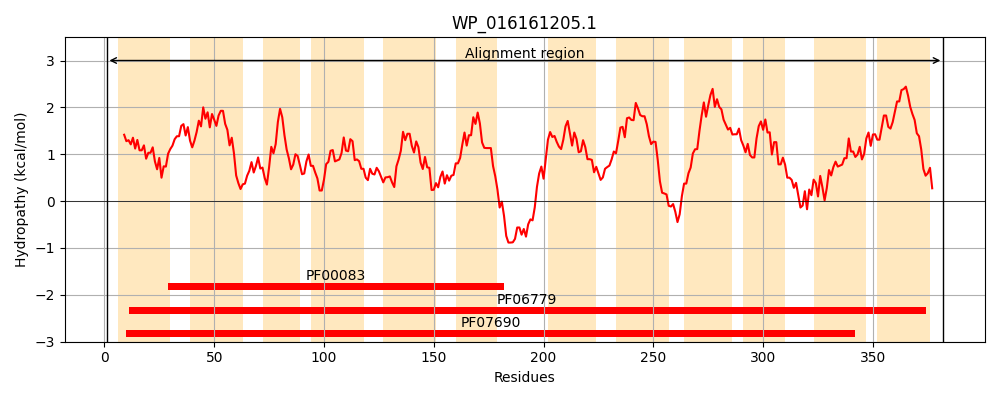 WP_016161205.1
Hydropathy (kcal/mol)
3
2
1
0
−1
−2
−3
Alignment region
PF00083
PF06779
PF07690
0 50 100 150 200 250 300 350
Residues